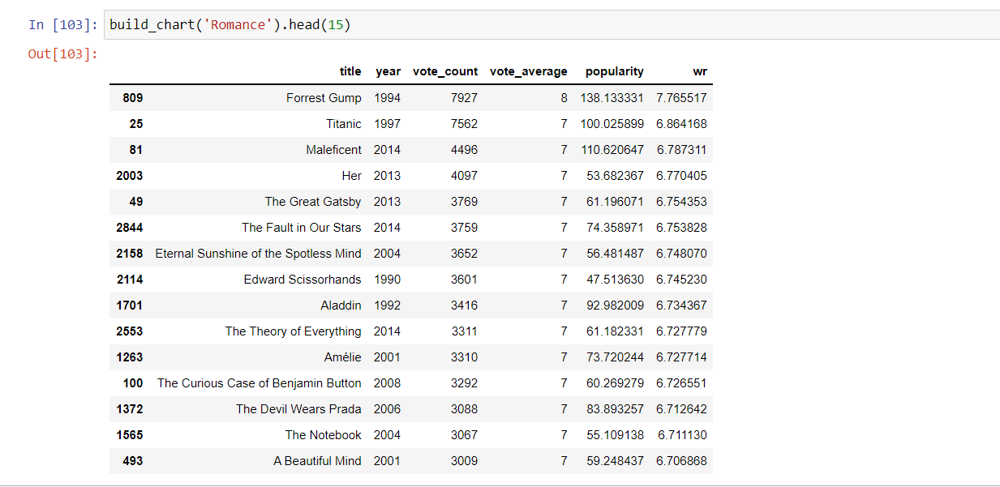 In [103]: build_chart('Romance').head(15)
Out[103]:
title year vote_count vote_average popularity wr
809 Forrest Gump 1994 7927 8 138.133331 7.765517
25 Titanic 1997 7562 7 100.025899 6.864168
81 Maleficent 2014 4496 7 110.620647 6.787311
2003 Her 2013 4097 7 53.682367 6.770405
49 The Great Gatsby 2013 3769 7 61.196071 6.754353
2844 The Fault in Our Stars 2014 3759 7 74.358971 6.753828
2158 Eternal Sunshine of the Spotless Mind 2004 3652 7 56.481487 6.748070
2114 Edward Scissorhands 1990 3601 7 47.513630 6.745230
1701 Aladdin 1992 3416 7 92.982009 6.734367
2553 The Theory of Everything 2014 3311 7 61.182331 6.727779
1263 Amélie 2001 3310 7 73.720244 6.727714
100 The Curious Case of Benjamin Button 2008 3292 7 60.269279 6.726551
1372 The Devil Wears Prada 2006 3088 7 83.893257 6.712642
1565 The Notebook 2004 3067 7 55.109138 6.711130
493 A Beautiful Mind 2001 3009 7 59.248437 6.706868